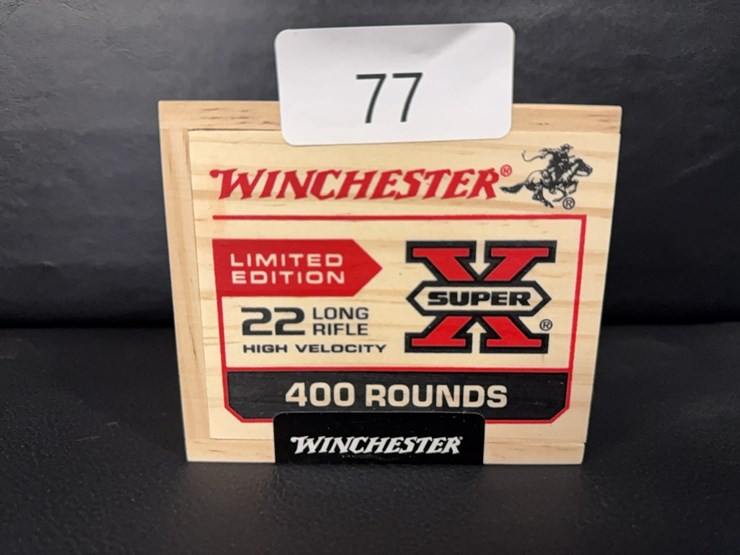 77
WINCHESTER®
®
LIMITED
EDITION
X
SUPER
®
22 LONG
RIFLE
HIGH VELOCITY
400 ROUNDS
WINCHESTER